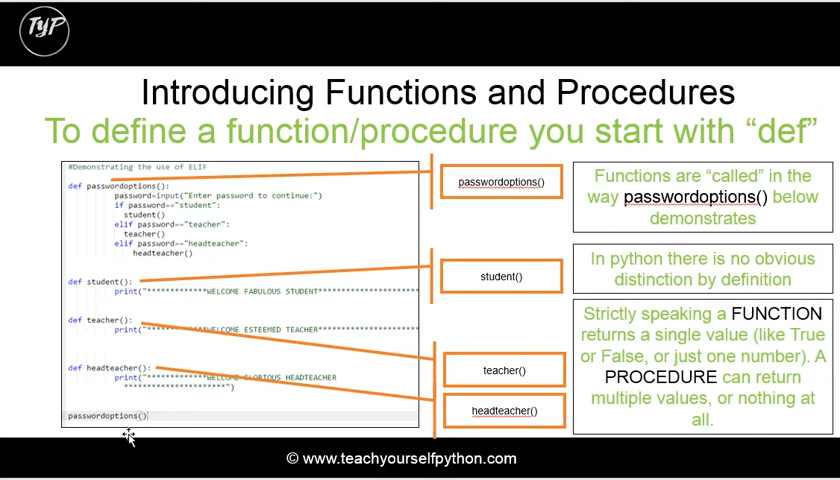 TYP
Introducing Functions and Procedures
To define a function/procedure you start with “def”
#Demonstrating the use of ELIF
def passwordoptions():
password=input("Enter password to continue:")
if password=="student":
student()
elif password=="teacher":
teacher()
elif password=="headteacher":
headteacher()
def student():
print("*************WELCOME FABULOUS STUDENT**********************
def teacher():
print("*************WELCOME ESTEEMED TEACHER**********************
def headteacher():
print("*************WELCOME GLORIOUS HEADTEACHER
**********************")
passwordoptions()
passwordoptions()
student()
teacher()
headteacher()
Functions are “called” in the
way passwordoptions() below
demonstrates
In python there is no obvious
distinction by definition
Strictly speaking a FUNCTION
returns a single value (like True
or False, or just one number). A
PROCEDURE can return
multiple values, or nothing at
all.
© www.teachyourselfpython.com